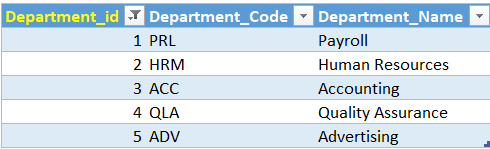 Department_id Department_Code Department_Name
1 PRL Payroll
2 HRM Human Resources
3 ACC Accounting
4 QLA Quality Assurance
5 ADV Advertising